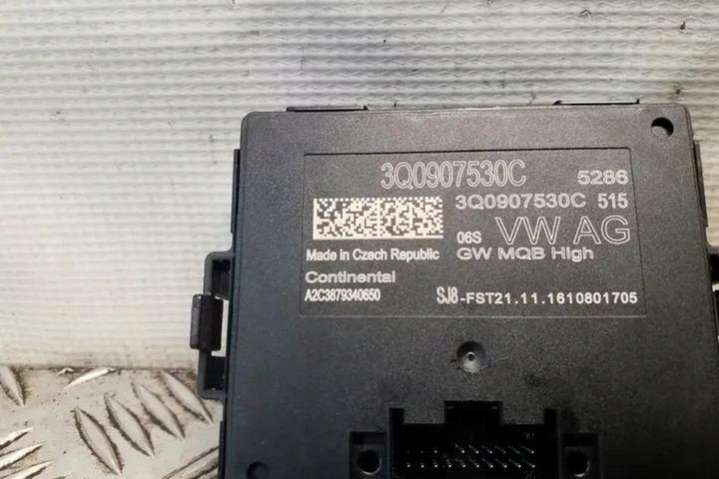 3Q0907530C 5286
3Q0907530C 515
06S VW AG
Made in Czech Republic GW MQB High
Continental
A2C3879340650 SJ8-FST21.11.1610801705